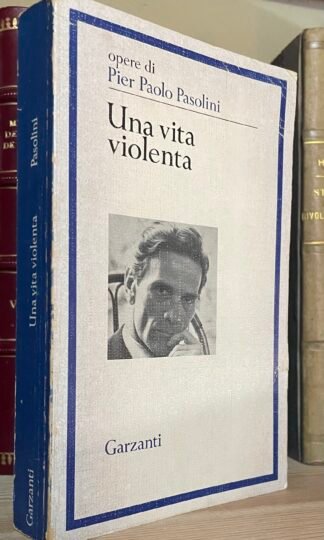 opere di
Pier Paolo Pasolini
Una vita
violenta
Garzanti
Pasolini
Una vita violenta
Garzanti